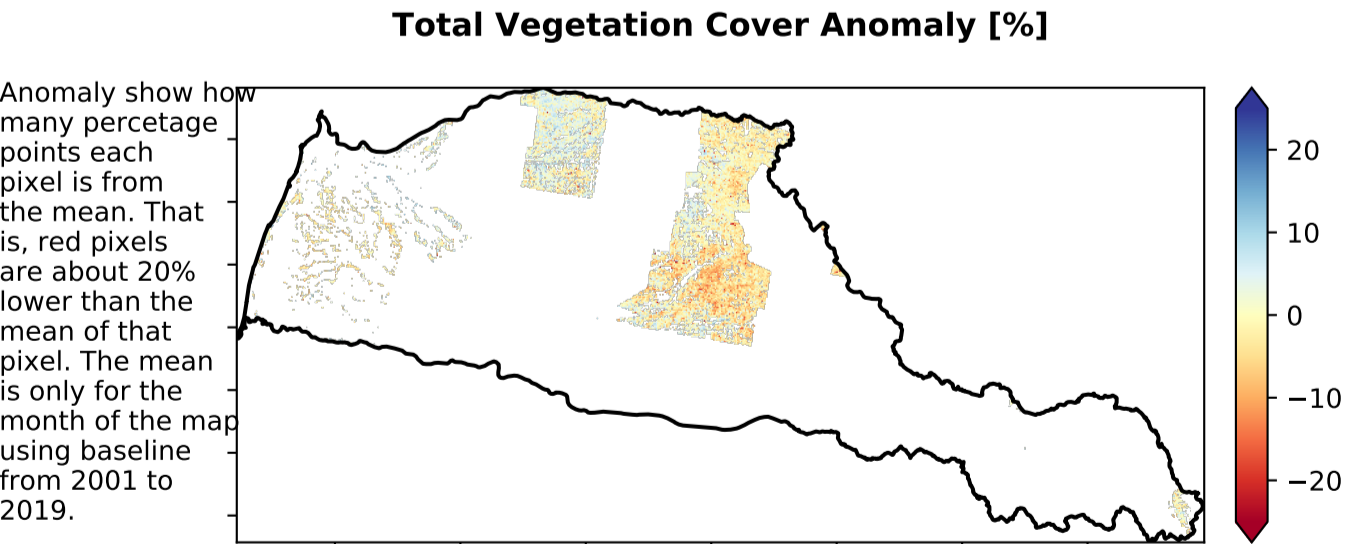 Total Vegetation Cover Anomaly [%]
Anomaly show how
many percetage
points each
pixel is from
the mean. That
is, red pixels
are about 20%
lower than the
mean of that
pixel. The mean
is only for the
month of the map
using baseline
from 2001 to
2019.
20
10
0
−10
−20